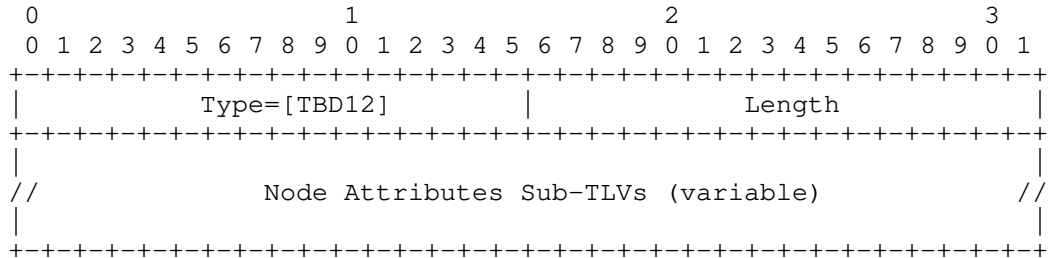 0                   1                   2                   3
 0 1 2 3 4 5 6 7 8 9 0 1 2 3 4 5 6 7 8 9 0 1 2 3 4 5 6 7 8 9 0 1
+-+-+-+-+-+-+-+-+-+-+-+-+-+-+-+-+-+-+-+-+-+-+-+-+-+-+-+-+-+-+-+-+
|           Type=[TBD12]        |             Length            |
+-+-+-+-+-+-+-+-+-+-+-+-+-+-+-+-+-+-+-+-+-+-+-+-+-+-+-+-+-+-+-+-+
|                                                               |
//              Node Attributes Sub-TLVs (variable)            //
|                                                               |
+-+-+-+-+-+-+-+-+-+-+-+-+-+-+-+-+-+-+-+-+-+-+-+-+-+-+-+-+-+-+-+-+